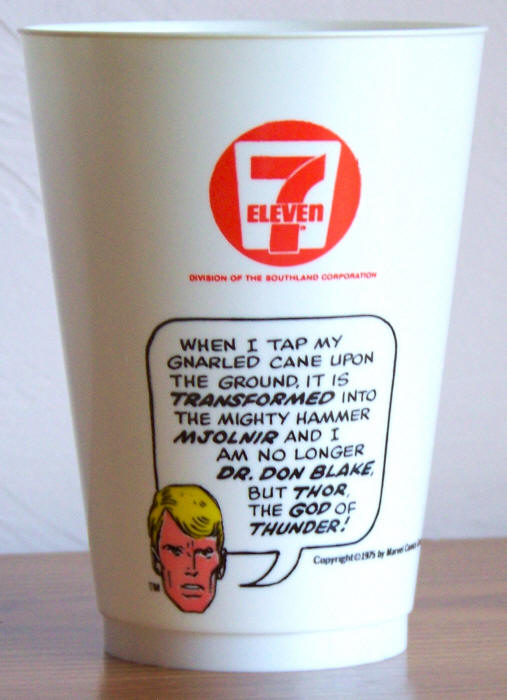 7
ELEVEN
®
DIVISION OF THE SOUTHLAND CORPORATION
WHEN I TAP MY
GNARLED CANE UPON
THE GROUND, IT IS
TRANSFORMED INTO
THE MIGHTY HAMMER
MJOLNIR AND I
AM NO LONGER
DR. DON BLAKE,
BUT THOR,
THE GOD OF
THUNDER!
Copyright©1975 by Marvel Comics
TM